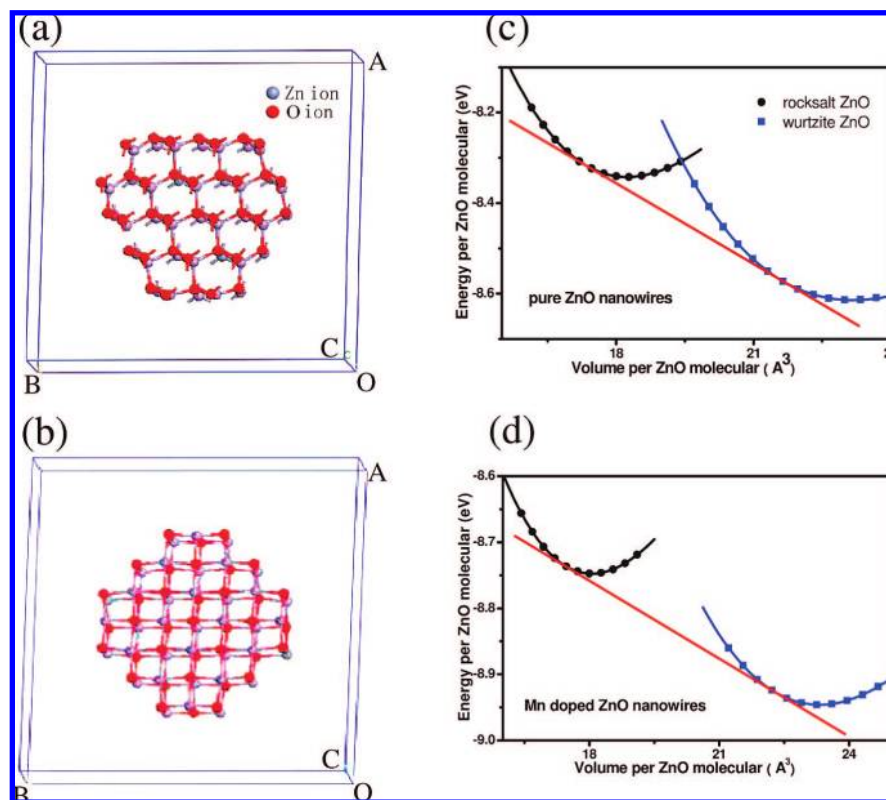 (a)
A
Zn ion
O ion
B
C
c
O
(b)
A
B
C
O
(c)
-8.2
-8.4
-8.6
Energy per ZnO molecular (eV)
rocksalt ZnO
wurtzite ZnO
pure ZnO nanowires
18 21 2
Volume per ZnO molecular ( A3)
(d)
-8.6
-8.7
-8.8
-8.9
-9.0
Energy per ZnO molecular (eV)
Mn doped ZnO nanowires
18 21 24
Volume per ZnO molecular ( A3)